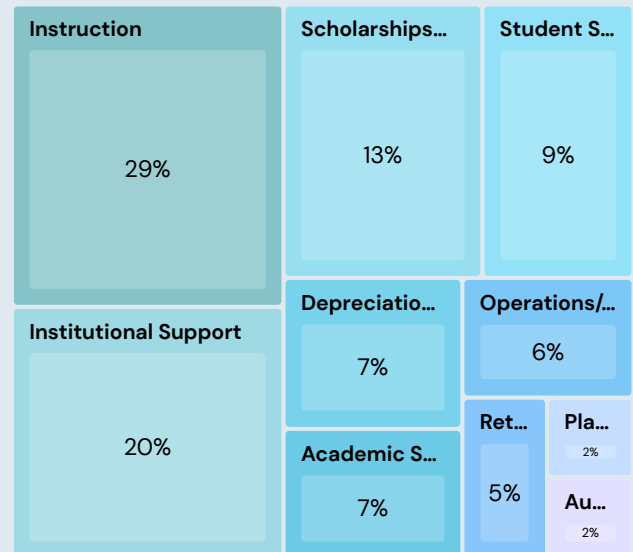 Instruction
29%
Institutional Support
20%
Scholarships...
13%
Student S...
9%
Depreciatio...
7%
Academic S...
7%
Operations/...
6%
Ret...
5%
Pla...
2%
Au...
2%